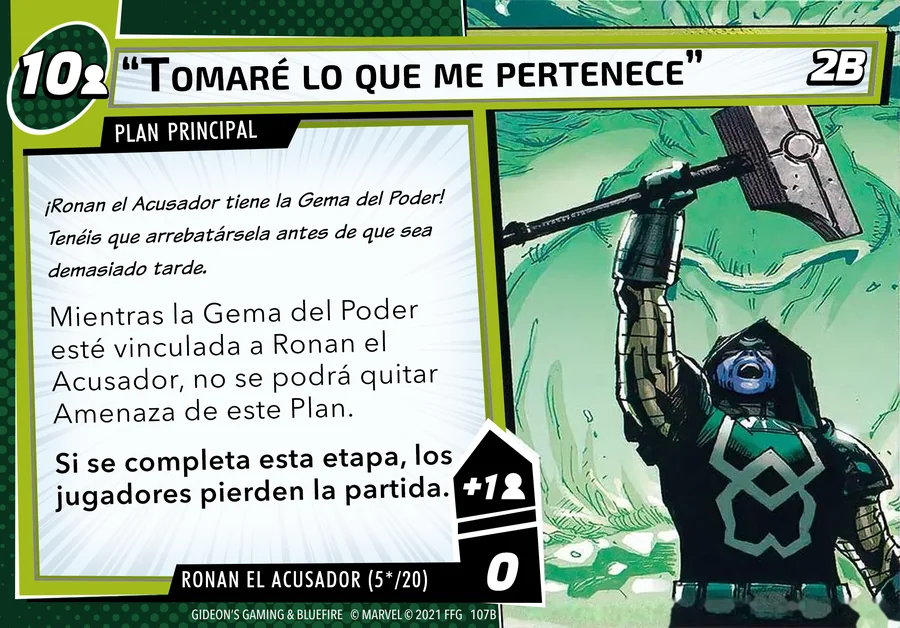 10
“Tomaré lo que me pertenece”
2B
PLAN PRINCIPAL
¡Ronan el Acusador tiene la Gema del Poder!
Tenéis que arrebatársela antes de que sea
demasiado tarde.
Mientras la Gema del Poder
esté vinculada a Ronan el
Acusador, no se podrá quitar
Amenaza de este Plan.
Si se completa esta etapa, los
jugadores pierden la partida.
+1
0
RONAN EL ACUSADOR (5*/20)
GIDEON'S GAMING & BLUEFIRE © MARVEL © 2021 FFG 107B